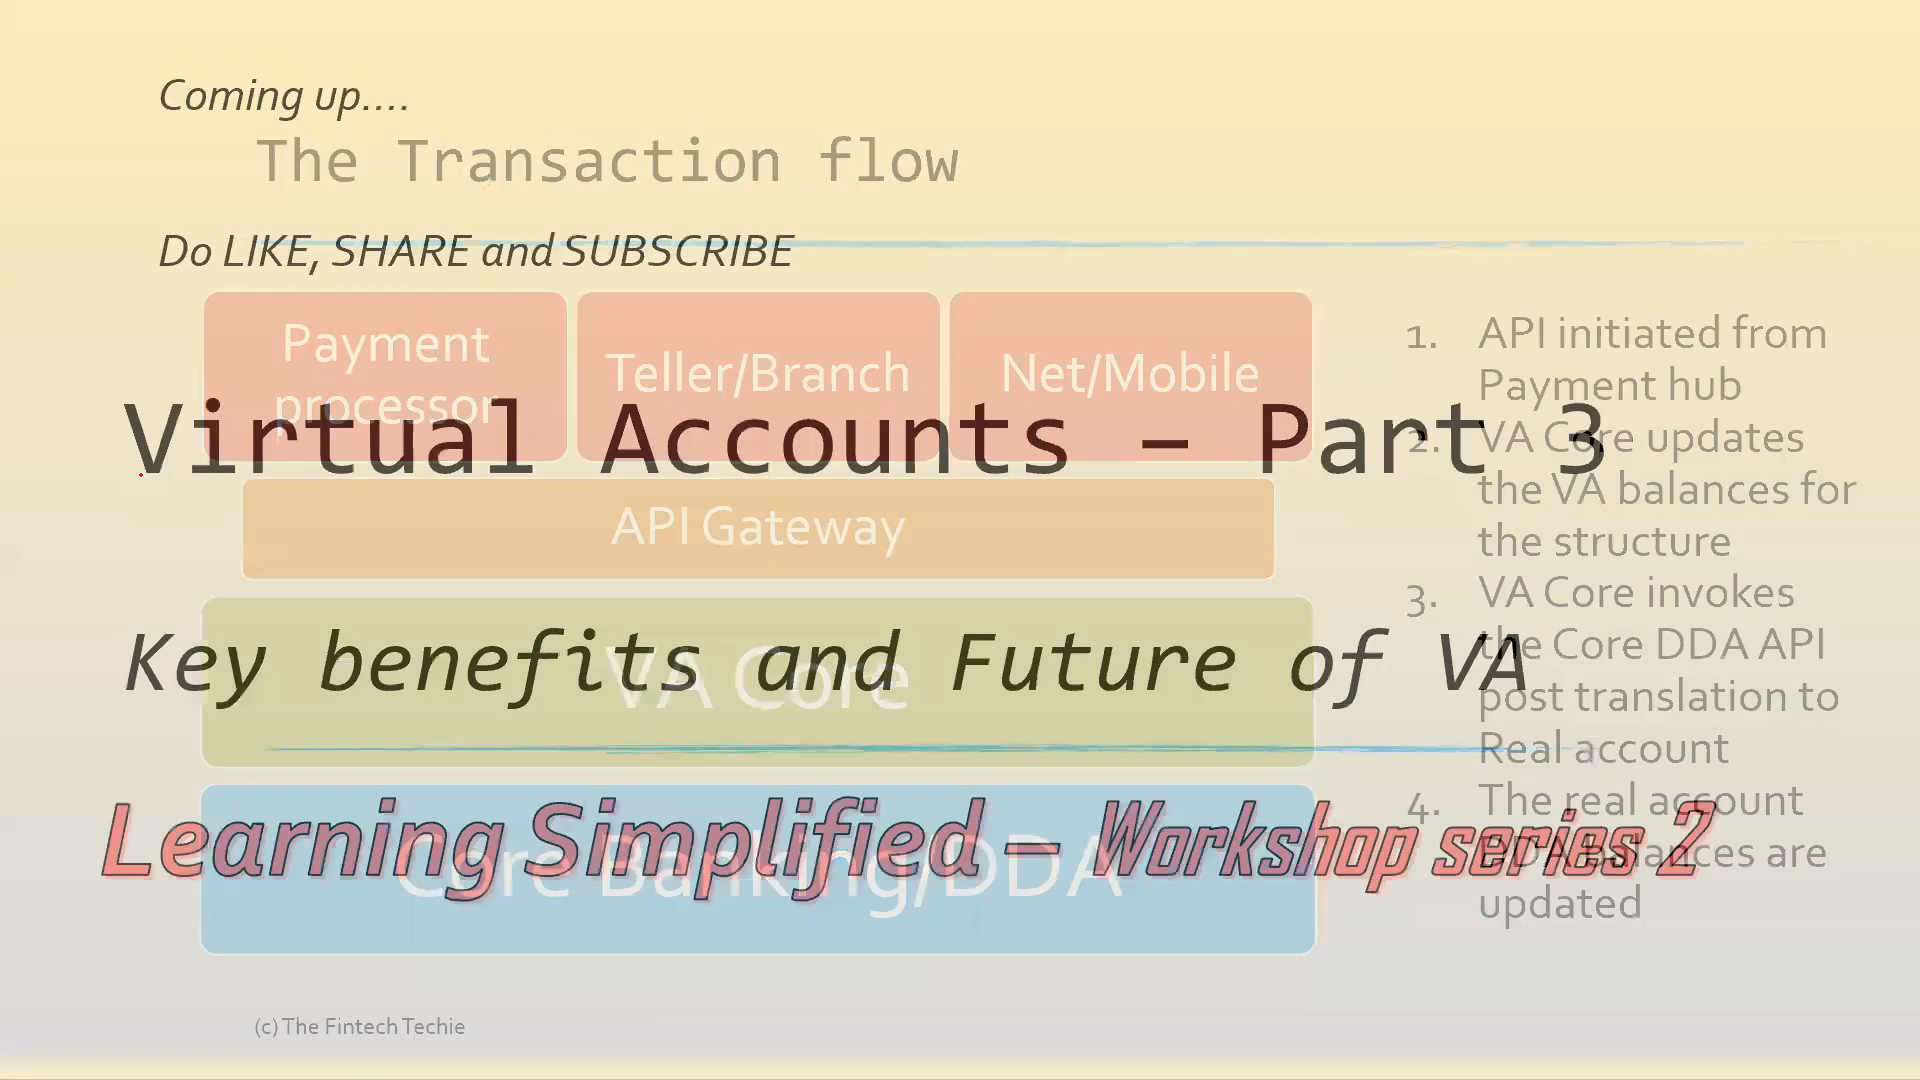 Coming up....
The Transaction flow
Do LIKE, SHARE and SUBSCRIBE
Payment
processor
Teller/Branch
Net/Mobile
Virtual Accounts – Part 3
API Gateway
Key benefits and Future of VA
VA Core
Learning Simplified – Workshop series 2
Core Banking/DDA
1. API initiated from
Payment hub
2. VA Core updates
the VA balances for
the structure
3. VA Core invokes
the Core DDA API
post translation to
Real account
4. The real account
DDA balances are
updated
(c) The Fintech Techie